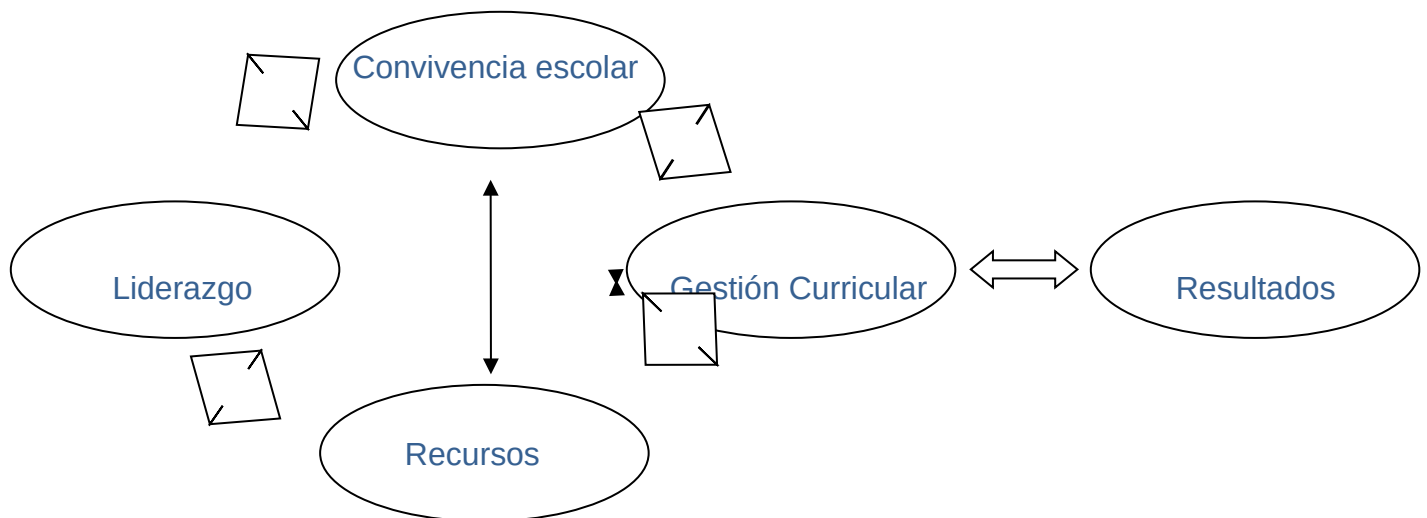 Convivencia escolar
Liderazgo
Gestión Curricular
Resultados
Recursos